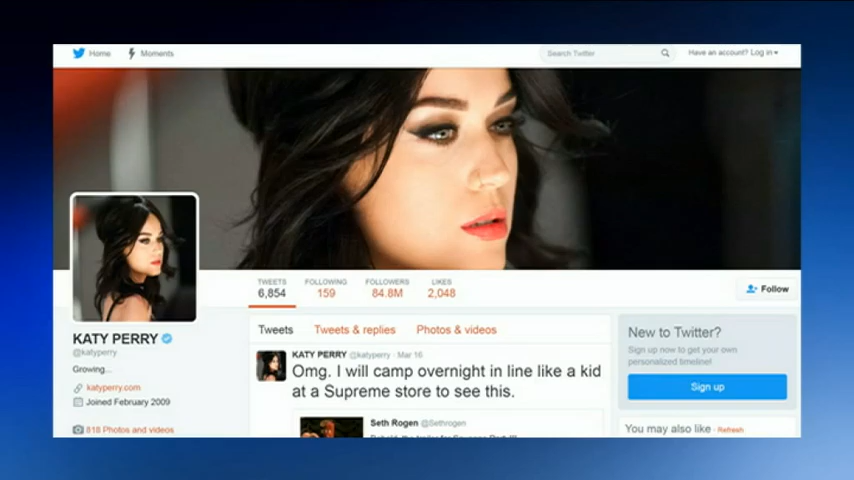 Home
Moments
Search Twitter
Have an account? Log in
TWEETS
6,854
FOLLOWING
159
FOLLOWERS
84.8M
LIKES
2,048
Follow
KATY PERRY
@katyperry
Growing...
katyperry.com
Joined February 2009
818 Photos and videos
Tweets
Tweets & replies
Photos & videos
KATY PERRY @katyperry · Mar 16
Omg. I will camp overnight in line like a kid
at a Supreme store to see this.
Seth Rogen @Sethrogen
New to Twitter?
Sign up now to get your own
personalized timeline!
Sign up
You may also like · Refresh